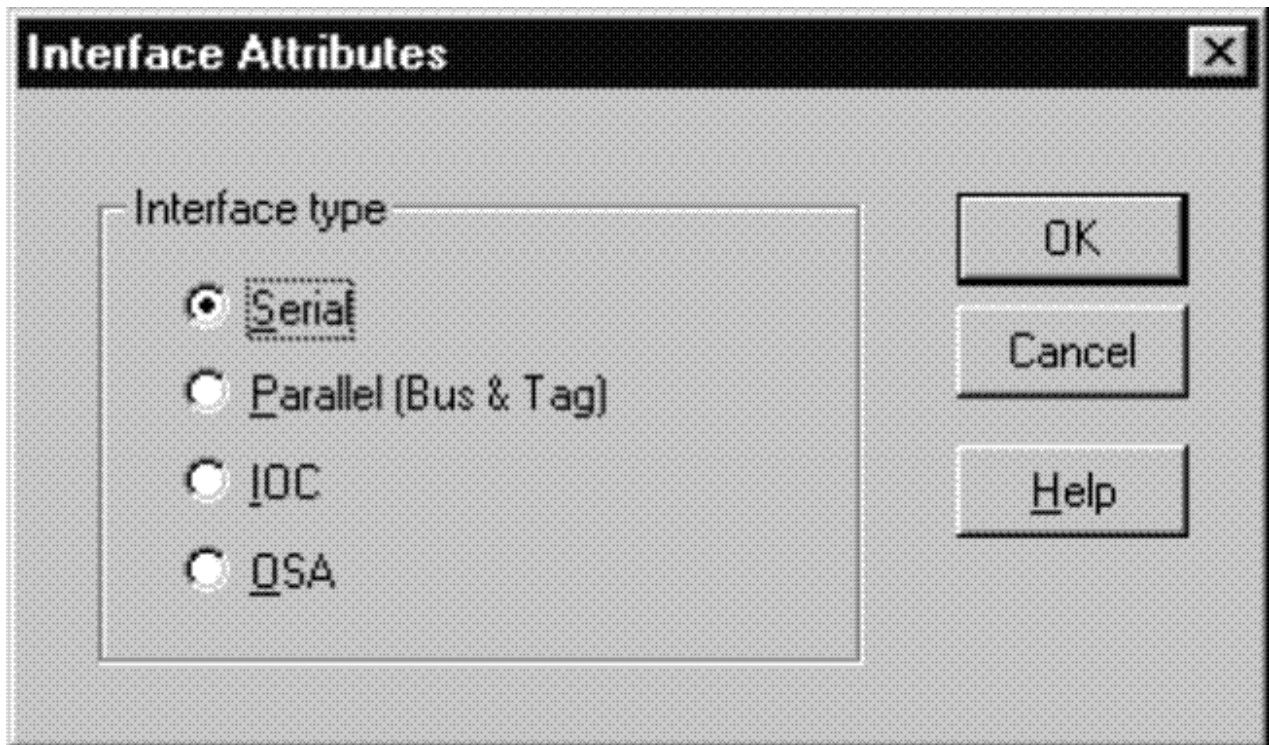 Interface Attributes
Interface type
Serial
Parallel (Bus & Tag)
IOC
OSA
OK
Cancel
Help